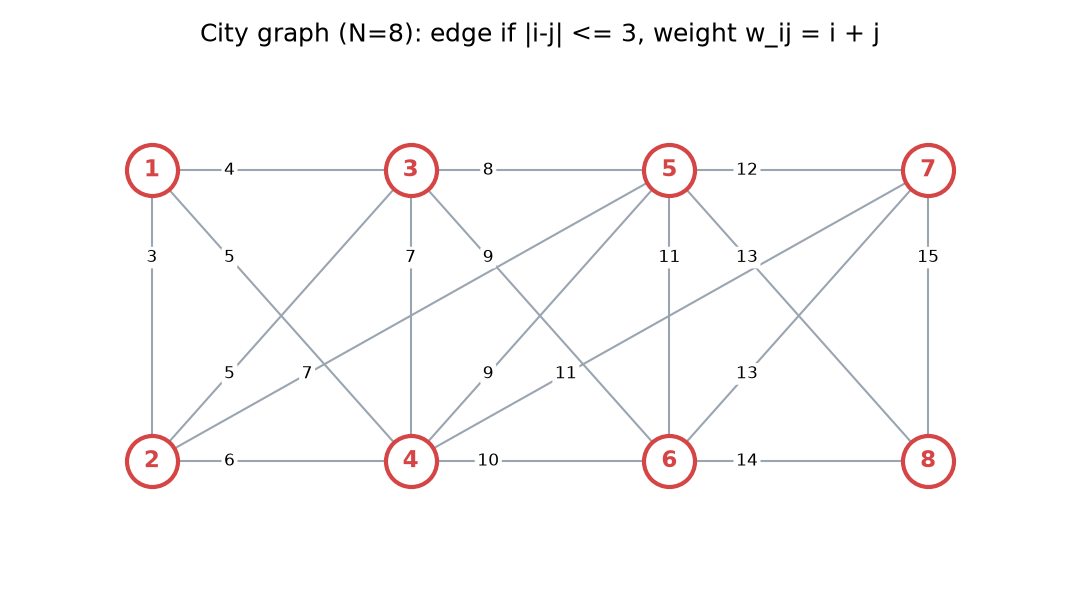 City graph (N=8): edge if |i-j| <= 3, weight w_ij = i + j
1 4 3 8 5 12 7
3 5 7 9 11 13 15
5 7 9 11 13
2 6 4 10 6 14 8